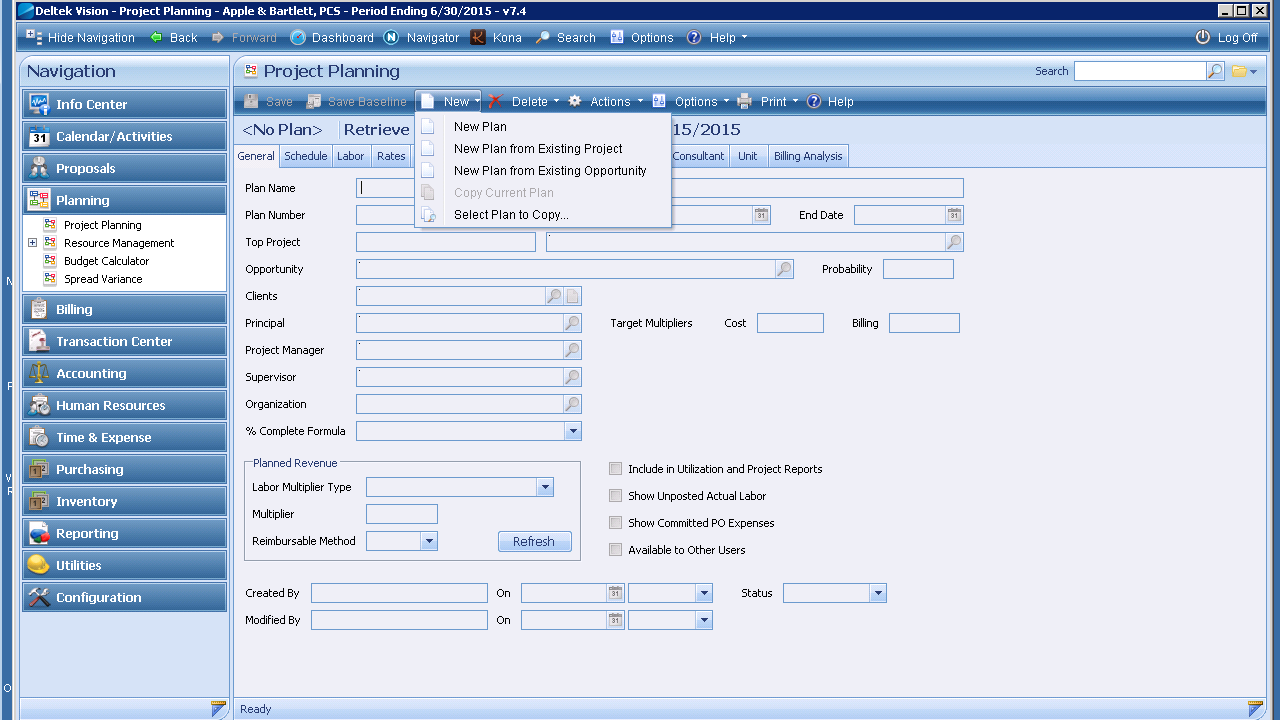 Deltek Vision - Project Planning - Apple & Bartlett, PCS - Period Ending 6/30/2015 - v7.4
Hide Navigation Back Forward Dashboard Navigator Kona Search Options Help Log Off
Navigation
Info Center
31 Calendar/Activities
Proposals
Planning
Project Planning
Resource Management
Budget Calculator
Spread Variance
Billing
Transaction Center
Accounting
Human Resources
Time & Expense
Purchasing
Inventory
Reporting
Utilities
Configuration
Project Planning Search
Save Save Baseline New Delete Actions Options Print Help
<No Plan> Retrieve 15/2015
General Schedule Labor Rates Consultant Unit Billing Analysis
New Plan
New Plan from Existing Project
New Plan from Existing Opportunity
Copy Current Plan
Select Plan to Copy...
Plan Name
Plan Number 31 End Date 31
Top Project
Opportunity Probability
Clients
Principal Target Multipliers Cost Billing
Project Manager
Supervisor
Organization
% Complete Formula
Planned Revenue
Labor Multiplier Type
Multiplier
Reimbursable Method Refresh
Include in Utilization and Project Reports
Show Unposted Actual Labor
Show Committed PO Expenses
Available to Other Users
Created By On 31 Status
Modified By On 31
Ready